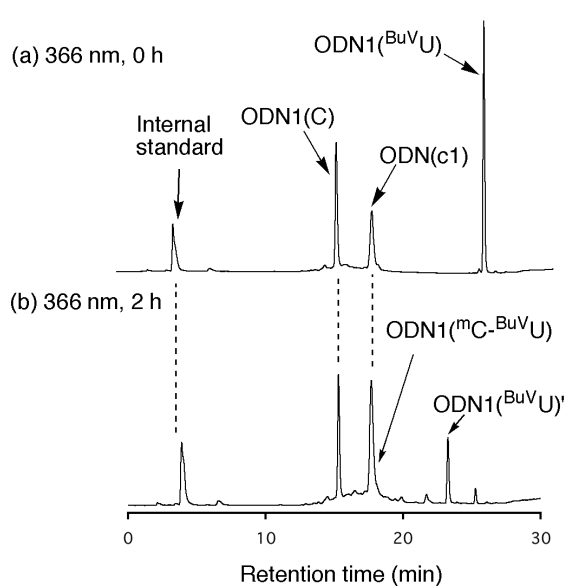 (a) 366 nm, 0 h
ODN1(BuVU)
Internal
standard
ODN1(C)
ODN(c1)
(b) 366 nm, 2 h
ODN1(mC-BuVU)
ODN1(BuVU)'
0 10 20 30
Retention time (min)